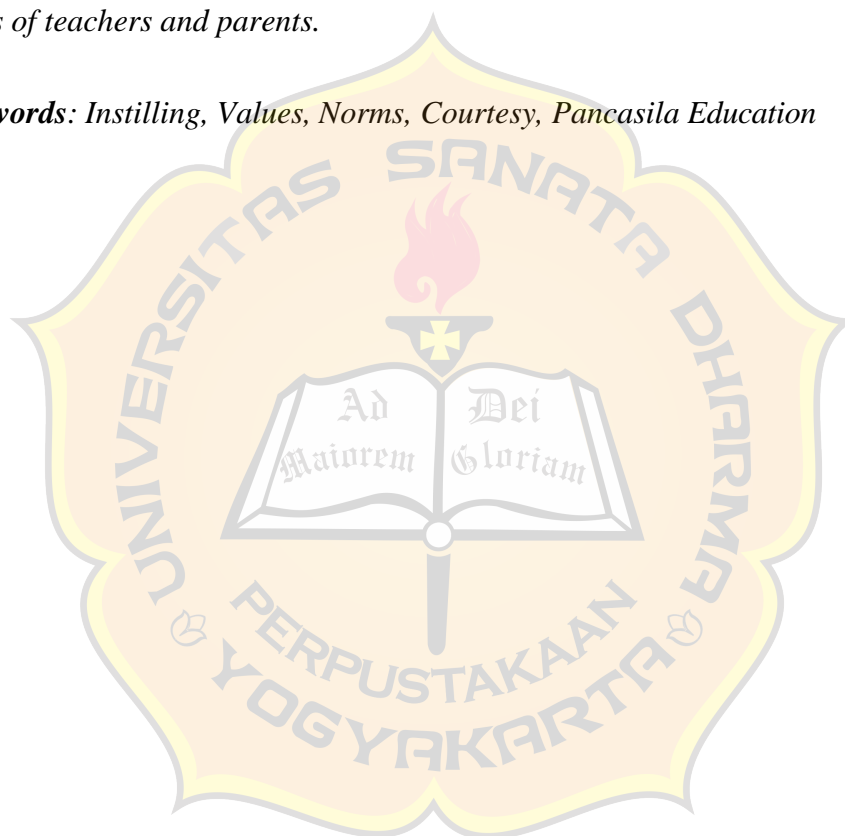 s of teachers and parents.
words: Instilling, Values, Norms, Courtesy, Pancasila Education
UNIVERSITAS SANATA DHARMA
Ad Dei
Maiorem Gloriam
PERPUSTAKAAN
YOGYAKARTA